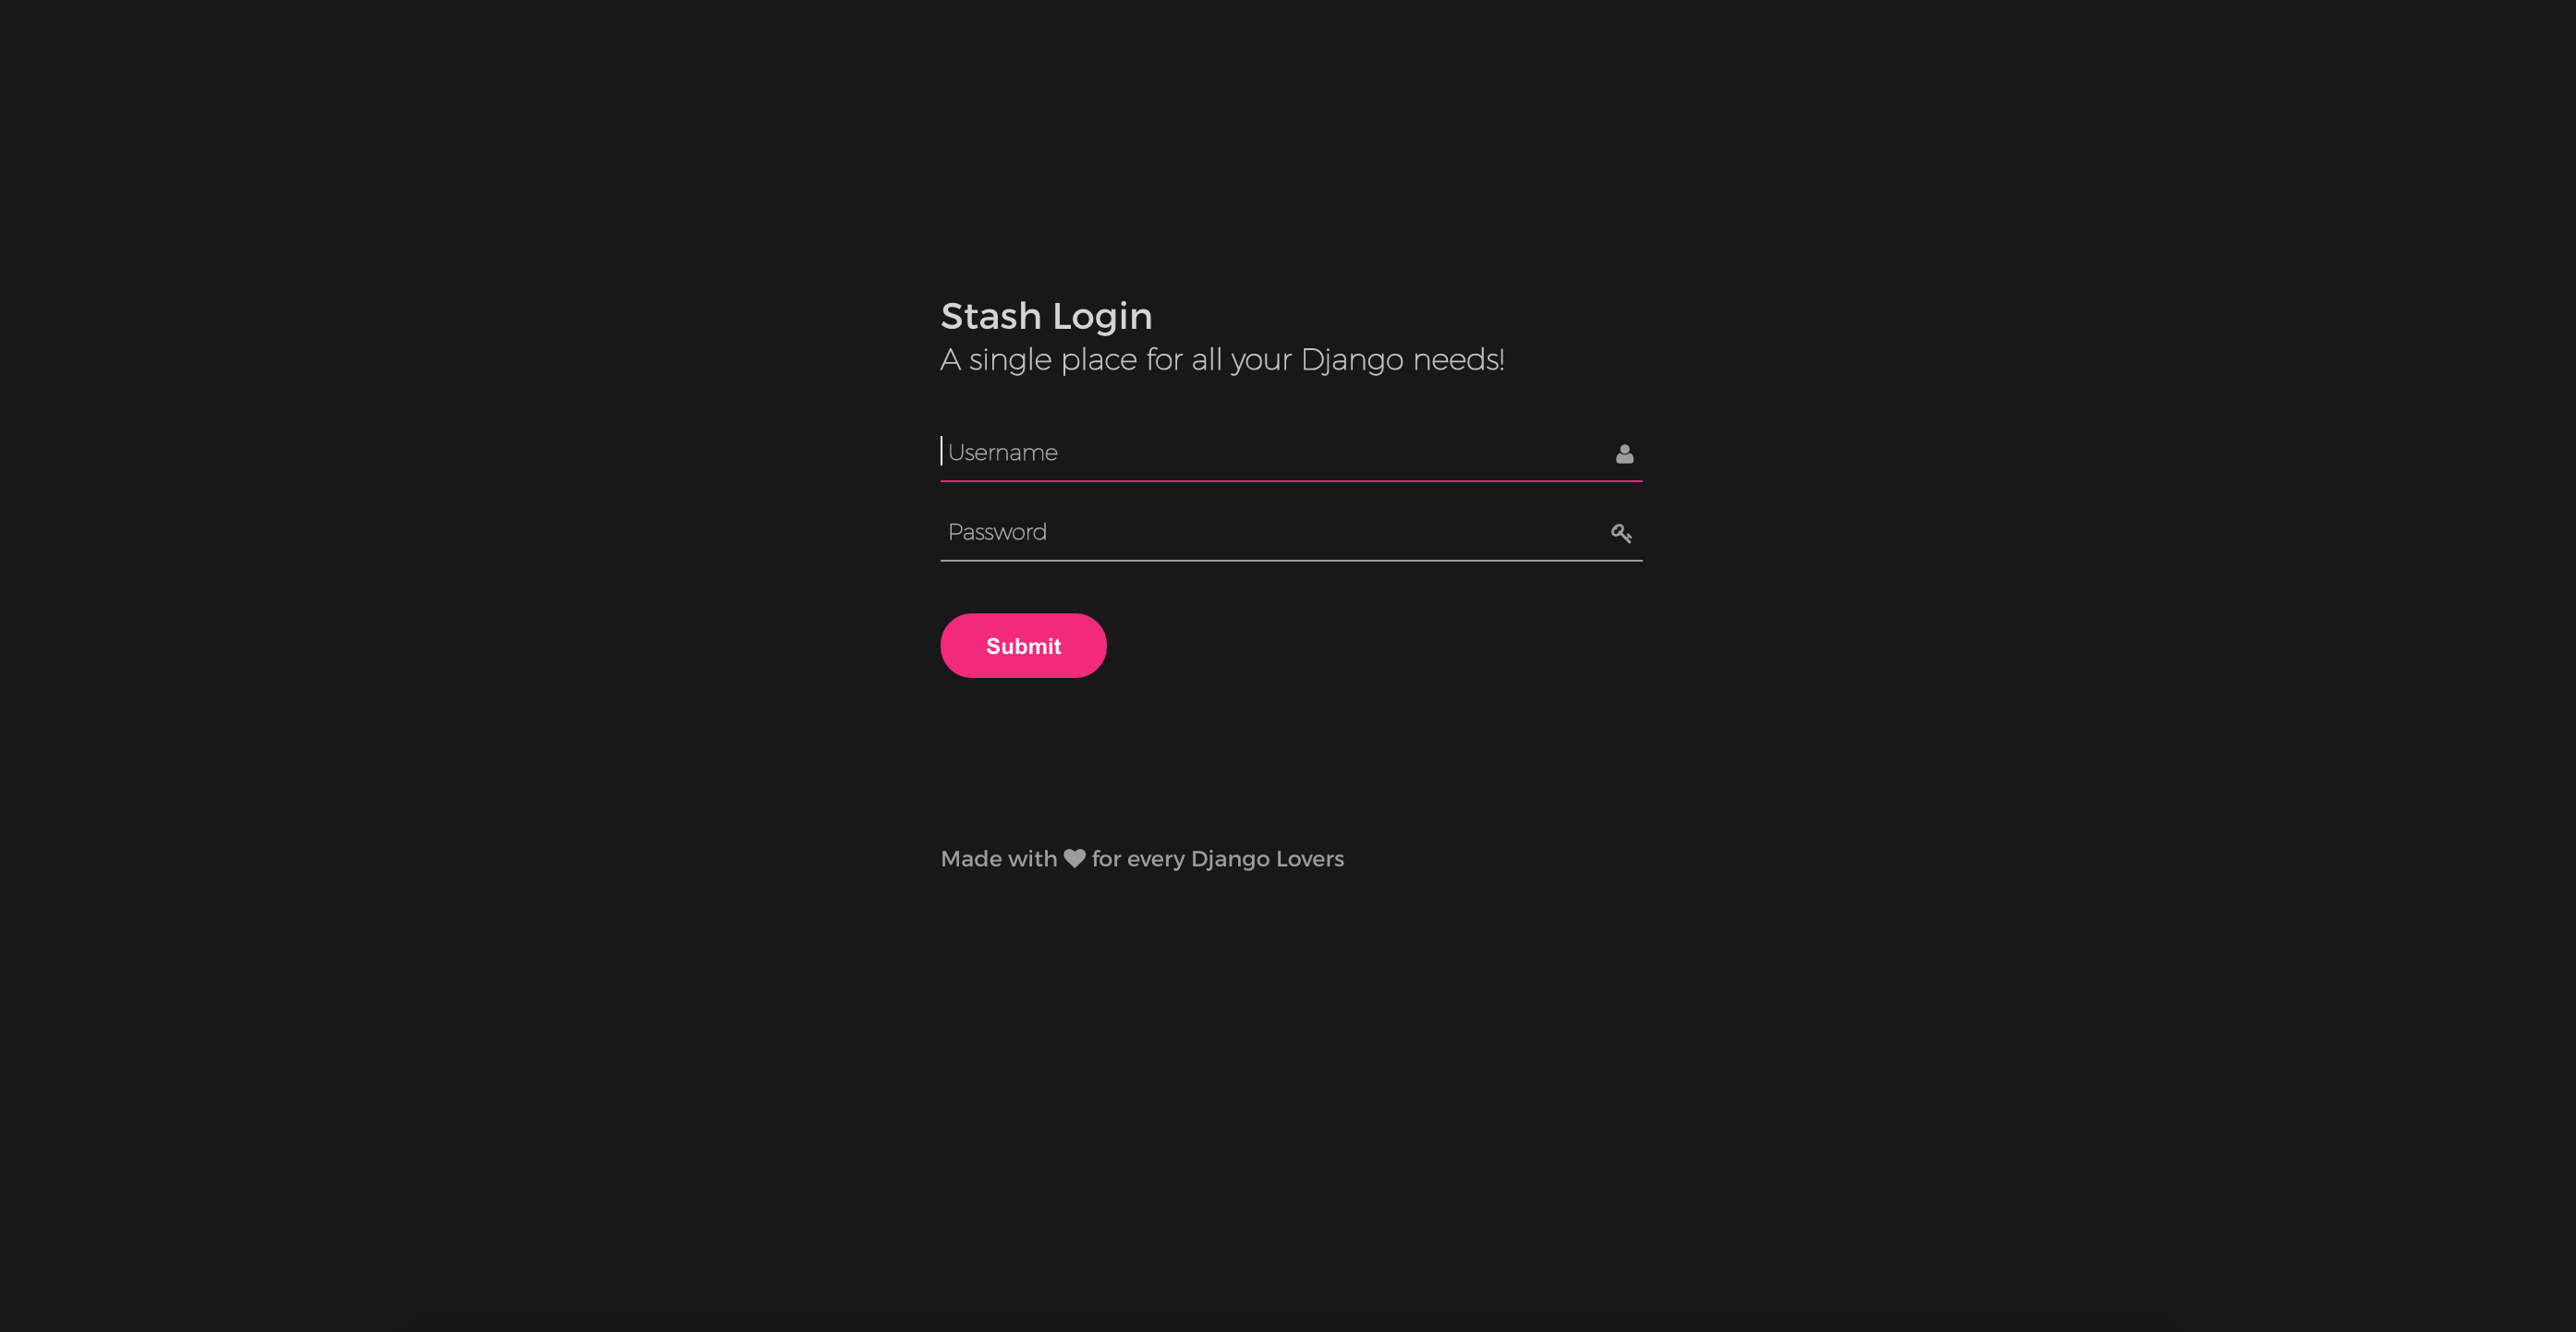 Stash Login
A single place for all your Django needs!
Username
Password
Submit
Made with for every Django Lovers